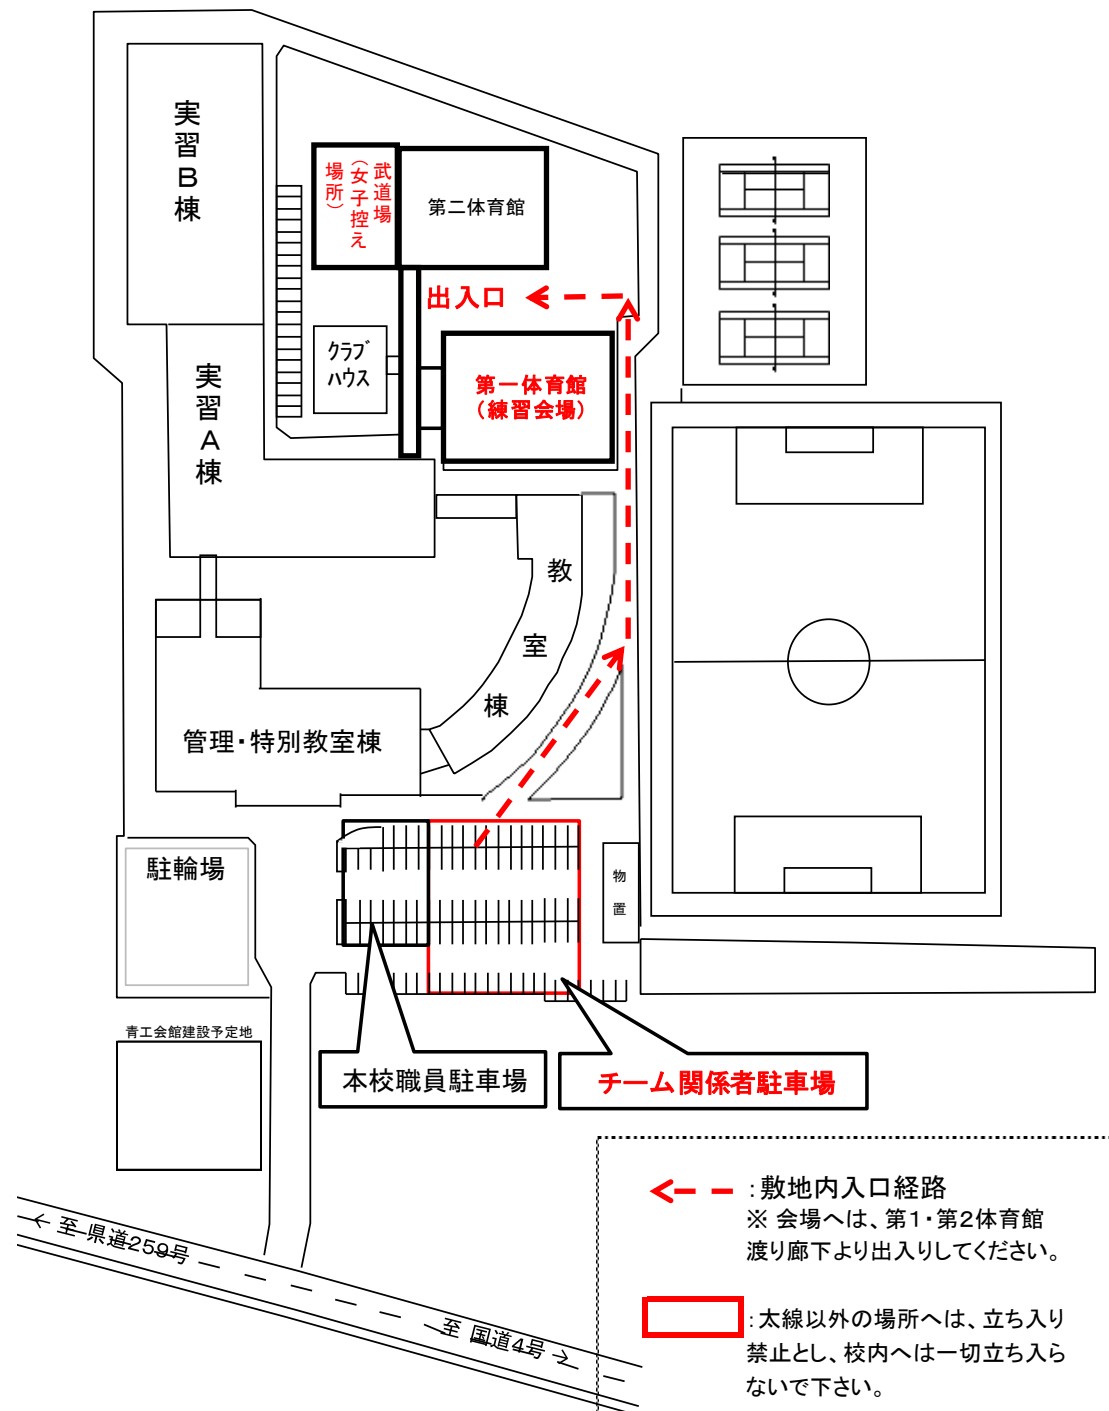 実習B棟
武道場
（女子控え
場所）
第二体育館
出入口
クラブ
ハウス
第一体育館
（練習会場）
実習A棟
教室棟
管理・特別教室棟
駐輪場
物置
青工会館建設予定地
本校職員駐車場
チーム関係者駐車場
← 至 県道259号
至 国道4号 →
：敷地内入口経路
※ 会場へは、第1・第2体育館
渡り廊下より出入りしてください。
：太線以外の場所へは、立ち入り
禁止とし、校内へは一切立ち入ら
ないで下さい。